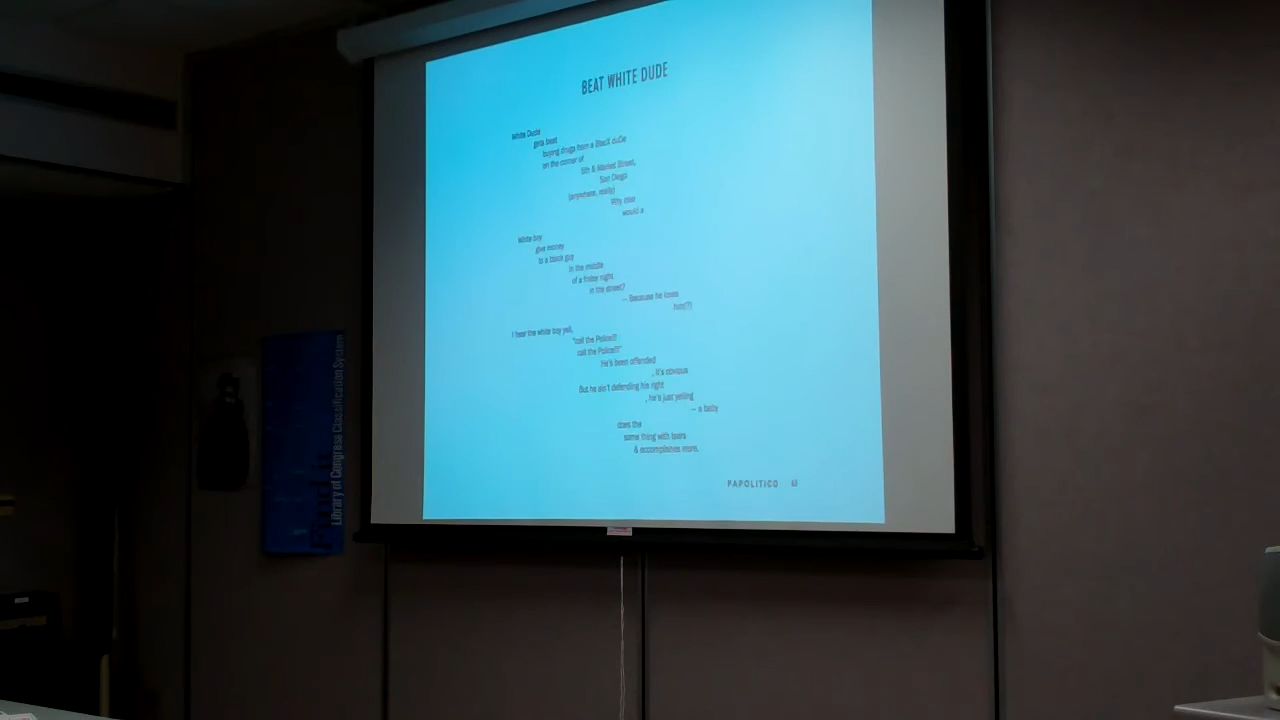 BEAT WHITE DUDE
White Dude
gets beat
buying drugs from a BlacK duDe
on the corner of
5th & Market Street,
San Diego
(anywhere, really)
Why else
would a
white boy
give money
to a black guy
in the middle
of a friday night
in the street?
— Because he loves
him(?)
I hear the white boy yell,
"call the Police!!!
call the Police!!!"
He's been offended
, it's obvious
But he ain't defending his right
, he's just yelling
— a baby
does the
same thing with tears
& accomplishes more.
PAPOLÍTICO 63
Library of Congress Classification System
Find it